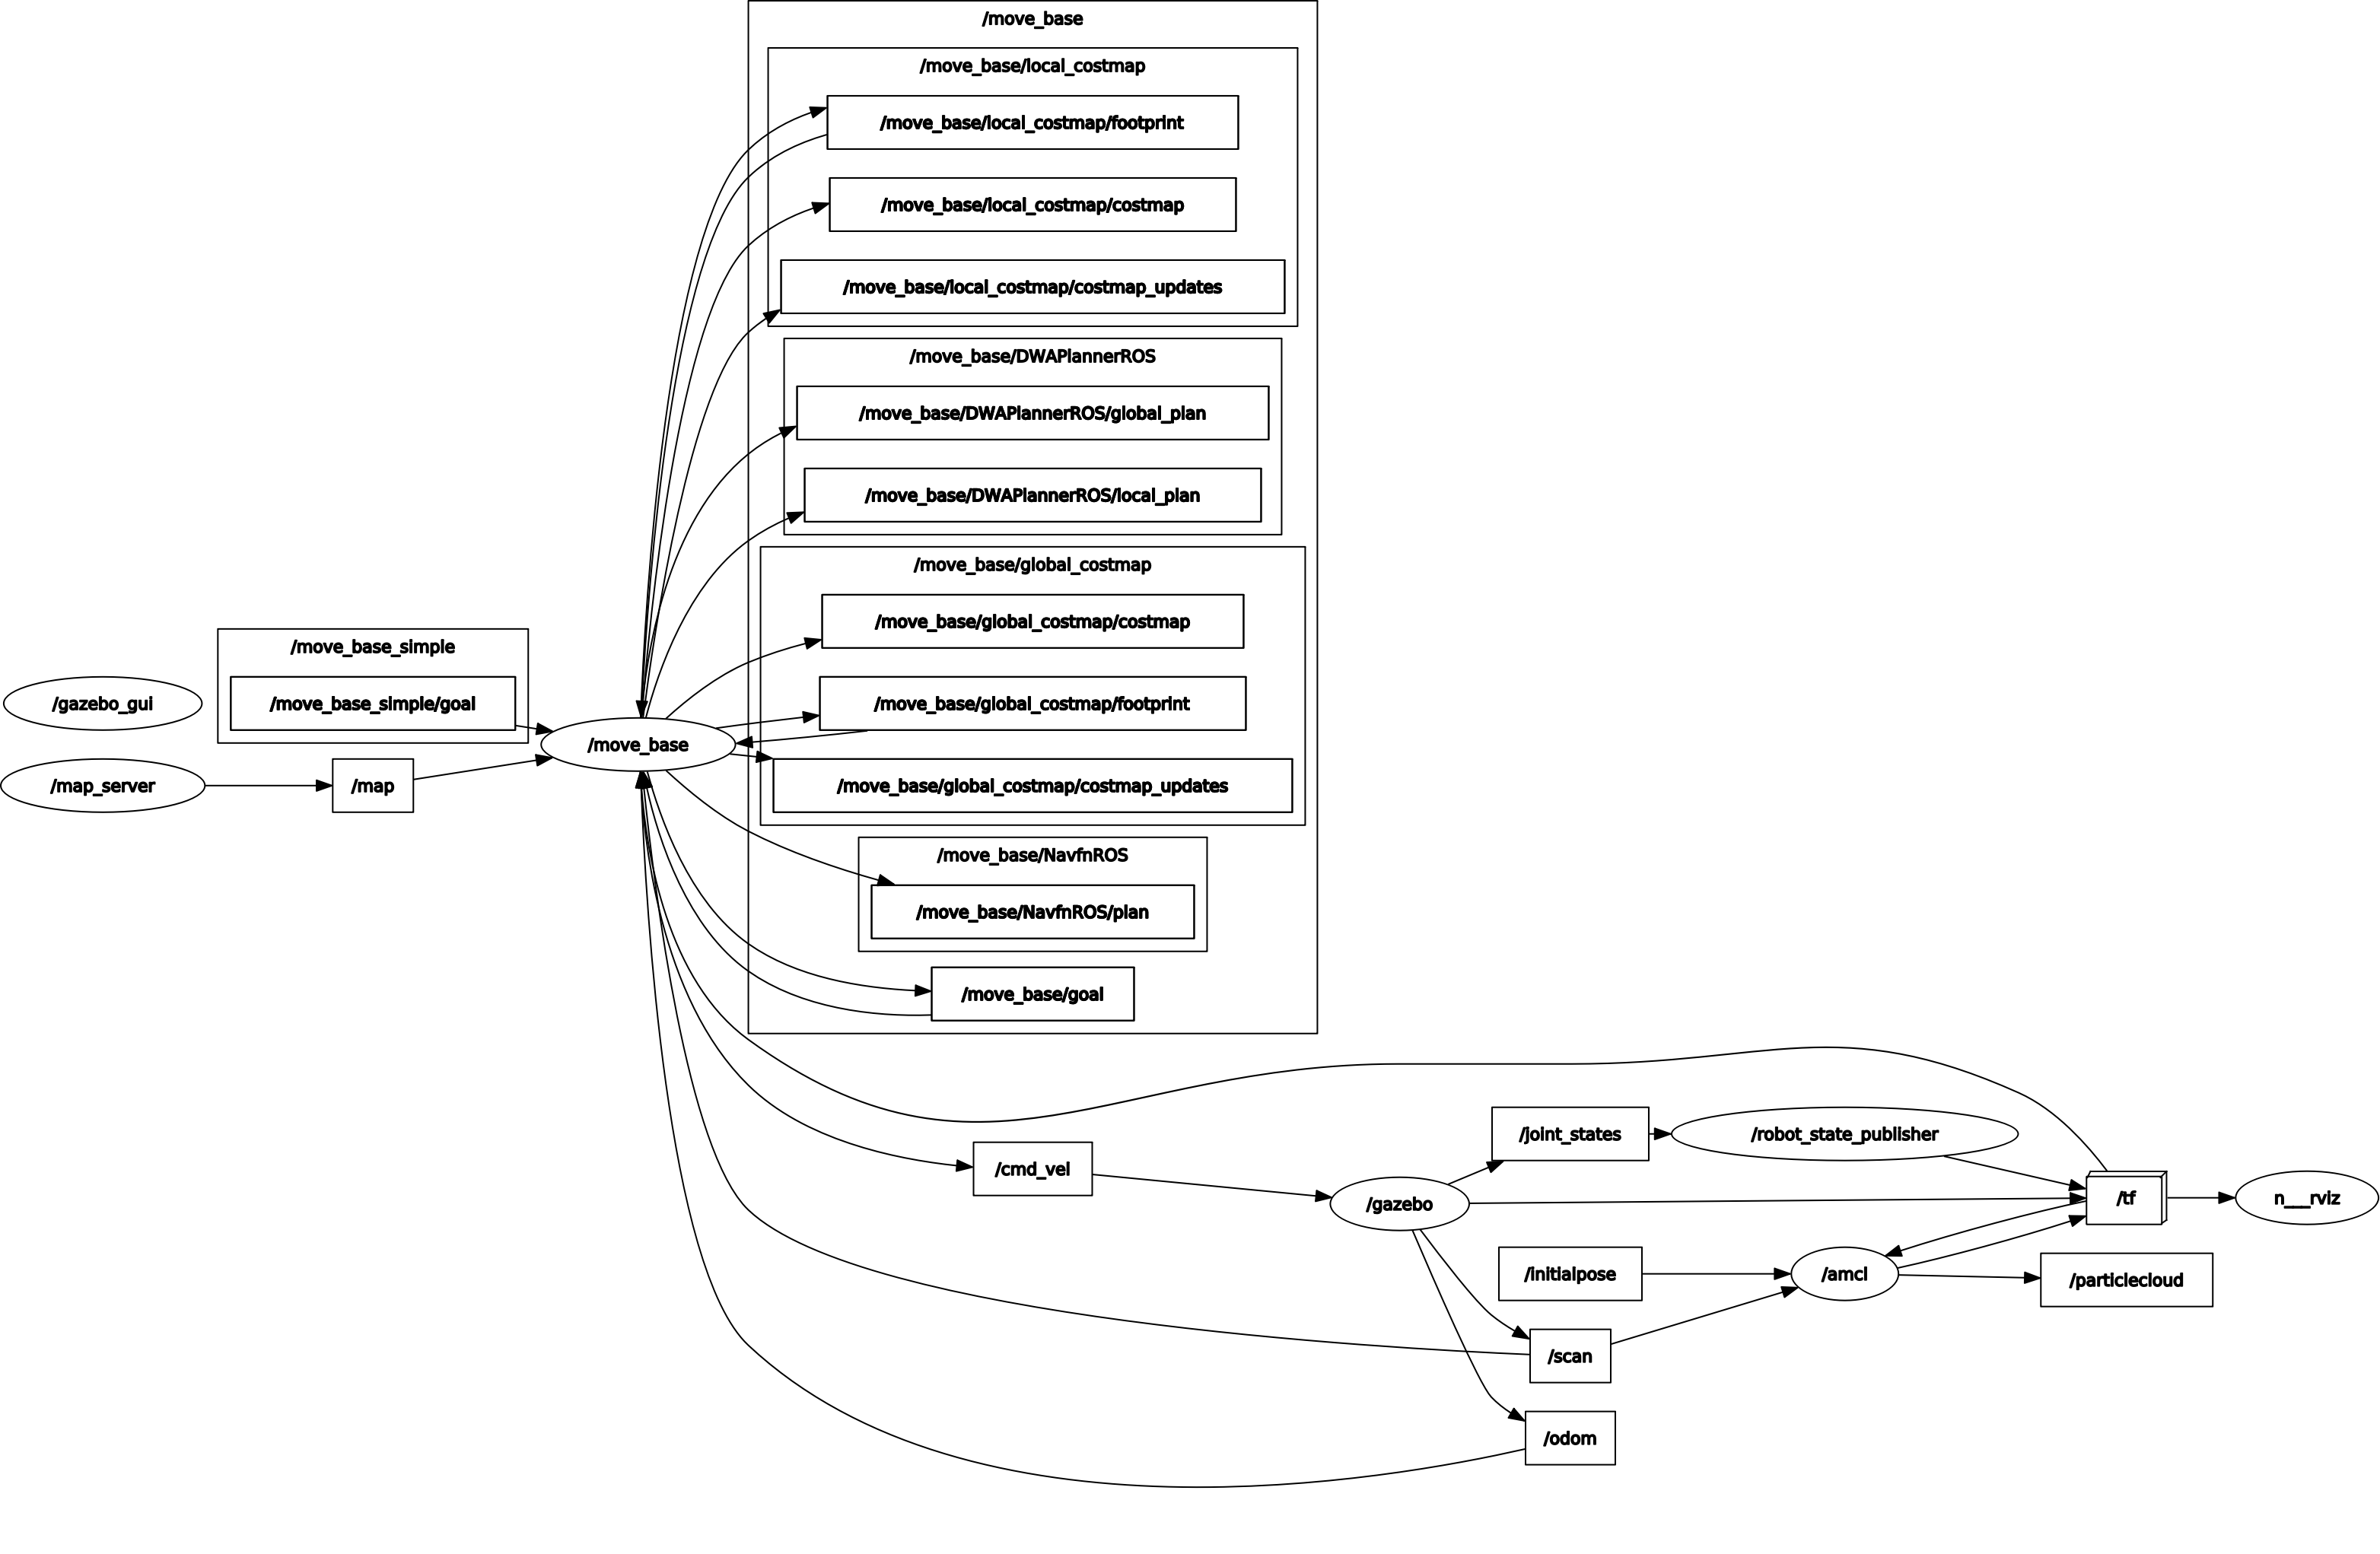 /move_base
/move_base/local_costmap
/move_base/local_costmap/footprint
/move_base/local_costmap/costmap
/move_base/local_costmap/costmap_updates
/move_base/DWAPlannerROS
/move_base/DWAPlannerROS/global_plan
/move_base/DWAPlannerROS/local_plan
/move_base/global_costmap
/move_base/global_costmap/costmap
/move_base_simple
/gazebo_gui
/move_base_simple/goal
/move_base/global_costmap/footprint
/move_base
/map_server
/map
/move_base/global_costmap/costmap_updates
/move_base/NavfnROS
/move_base/NavfnROS/plan
/move_base/goal
/joint_states
/robot_state_publisher
/cmd_vel
/gazebo
/tf
n___rviz
/initialpose
/amcl
/particlecloud
/scan
/odom